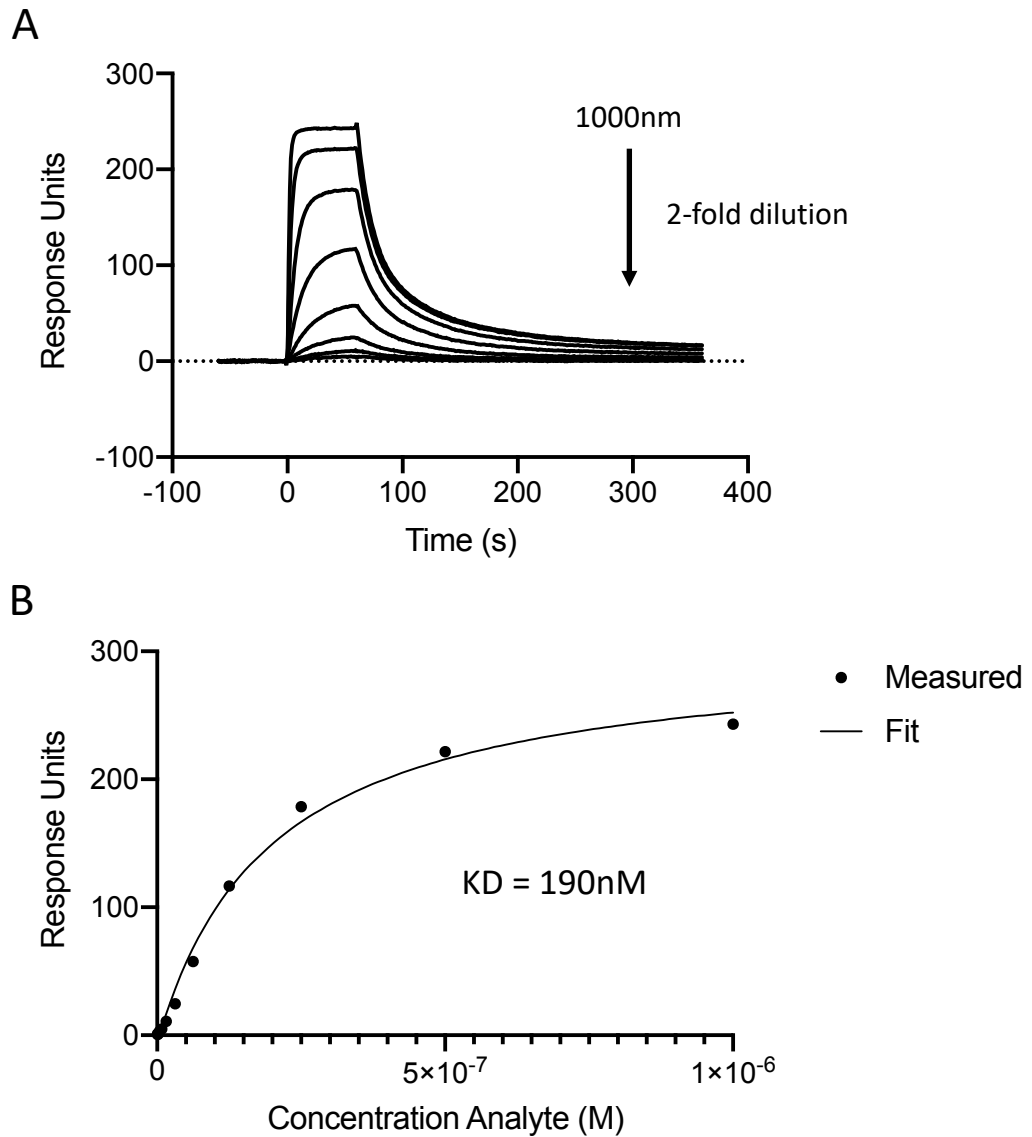 A
300
200
100
0
-100
Response Units
-100 0 100 200 300 400
Time (s)
1000nm
2-fold dilution
B
300
200
100
0
Response Units
0 5×10⁻⁷ 1×10⁻⁶
Concentration Analyte (M)
KD = 190nM
Measured
Fit